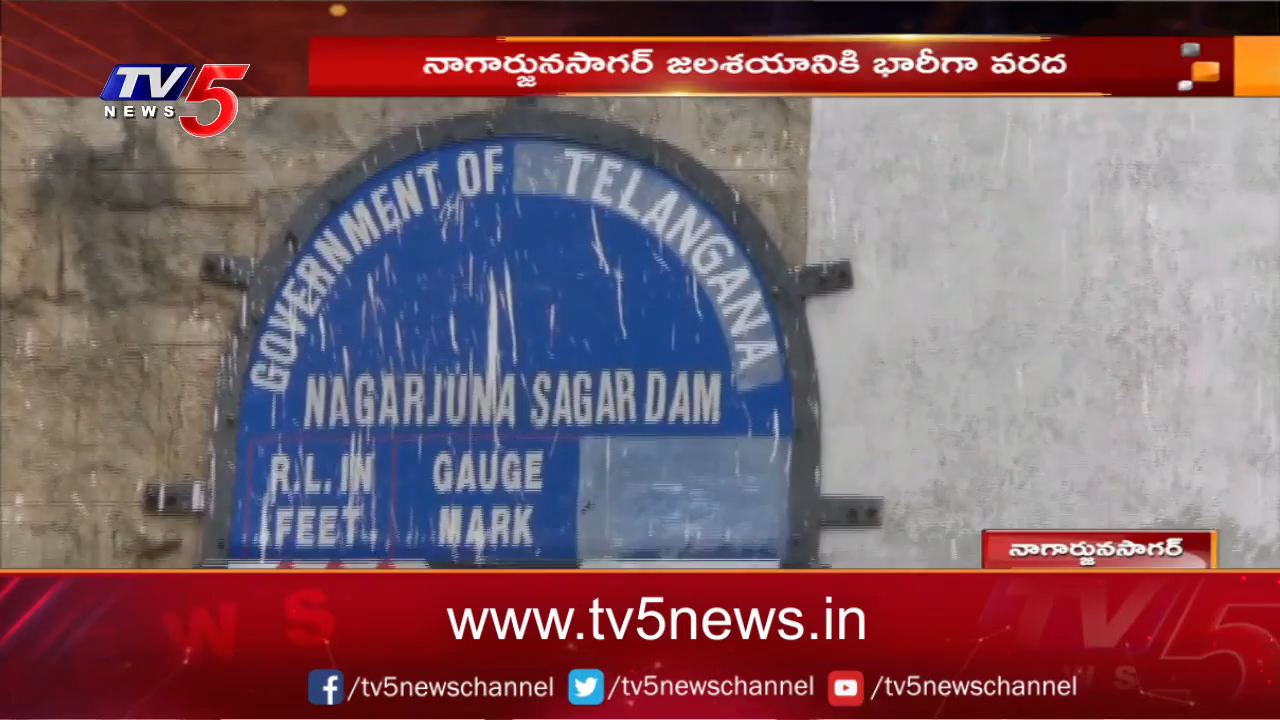 నాగార్జునసాగర్ జలశయానికి భారీగా వరద
TV5
NEWS
GOVERNMENT OF TELANGANA
NAGARJUNA SAGAR DAM
R.L. IN FEET.
GAUGE MARK
నాగార్జునసాగర్
www.tv5news.in
/tv5newschannel /tv5newschannel /tv5newschannel